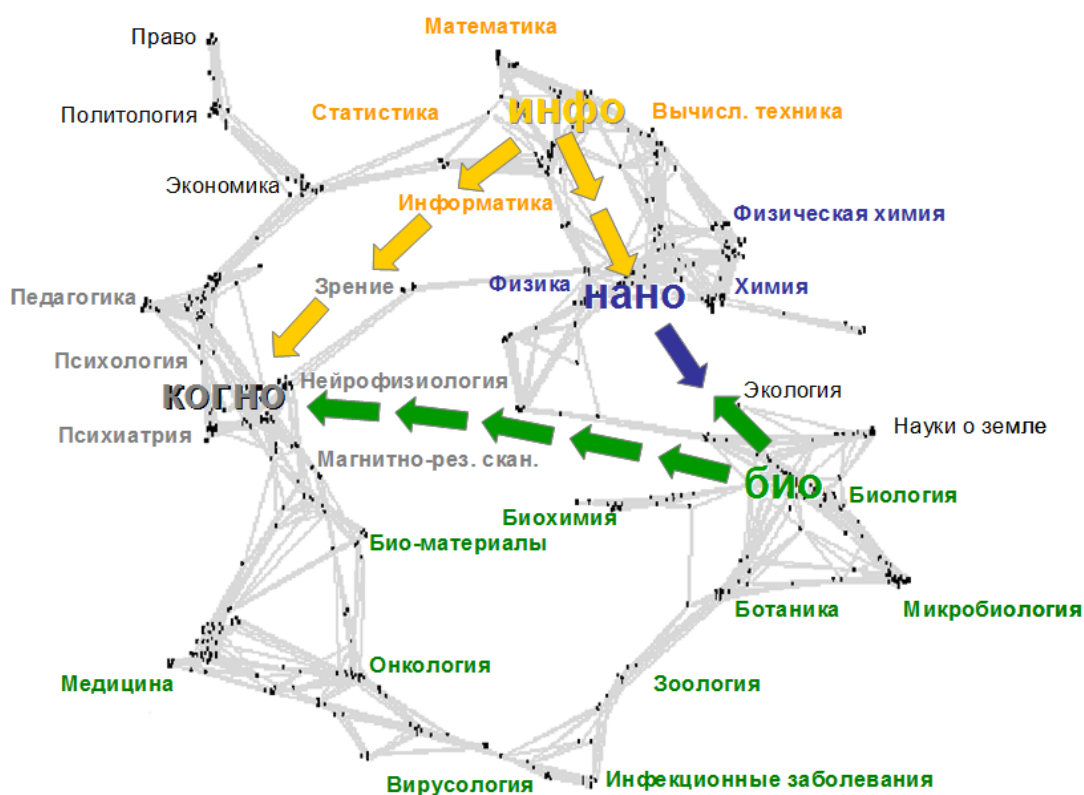 Математика
Право
инфо
Статистика
Вычисл. техника
Политология
Экономика
Информатика
Физическая химия
Зрение
Физика
нано
Химия
Педагогика
Психология
Нейрофизиология
когно
Экология
Психиатрия
Науки о земле
Магнитно-рез. скан.
био
Биология
Биохимия
Био-материалы
Ботаника
Микробиология
Онкология
Медицина
Зоология
Вирусология
Инфекционные заболевания